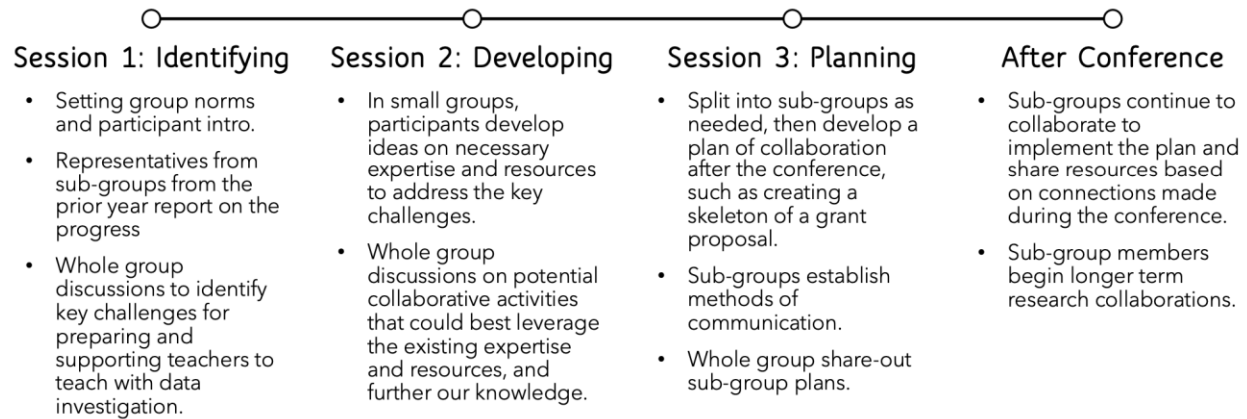 Session 1: Identifying
• Setting group norms
and participant intro.
• Representatives from
sub-groups from the
prior year report on the
progress
• Whole group
discussions to identify
key challenges for
preparing and
supporting teachers to
teach with data
investigation.
Session 2: Developing
• In small groups,
participants develop
ideas on necessary
expertise and resources
to address the key
challenges.
• Whole group
discussions on potential
collaborative activities
that could best leverage
the existing expertise
and resources, and
further our knowledge.
Session 3: Planning
• Split into sub-groups as
needed, then develop a
plan of collaboration
after the conference,
such as creating a
skeleton of a grant
proposal.
• Sub-groups establish
methods of
communication.
• Whole group share-out
sub-group plans.
After Conference
• Sub-groups continue to
collaborate to
implement the plan and
share resources based
on connections made
during the conference.
• Sub-group members
begin longer term
research collaborations.